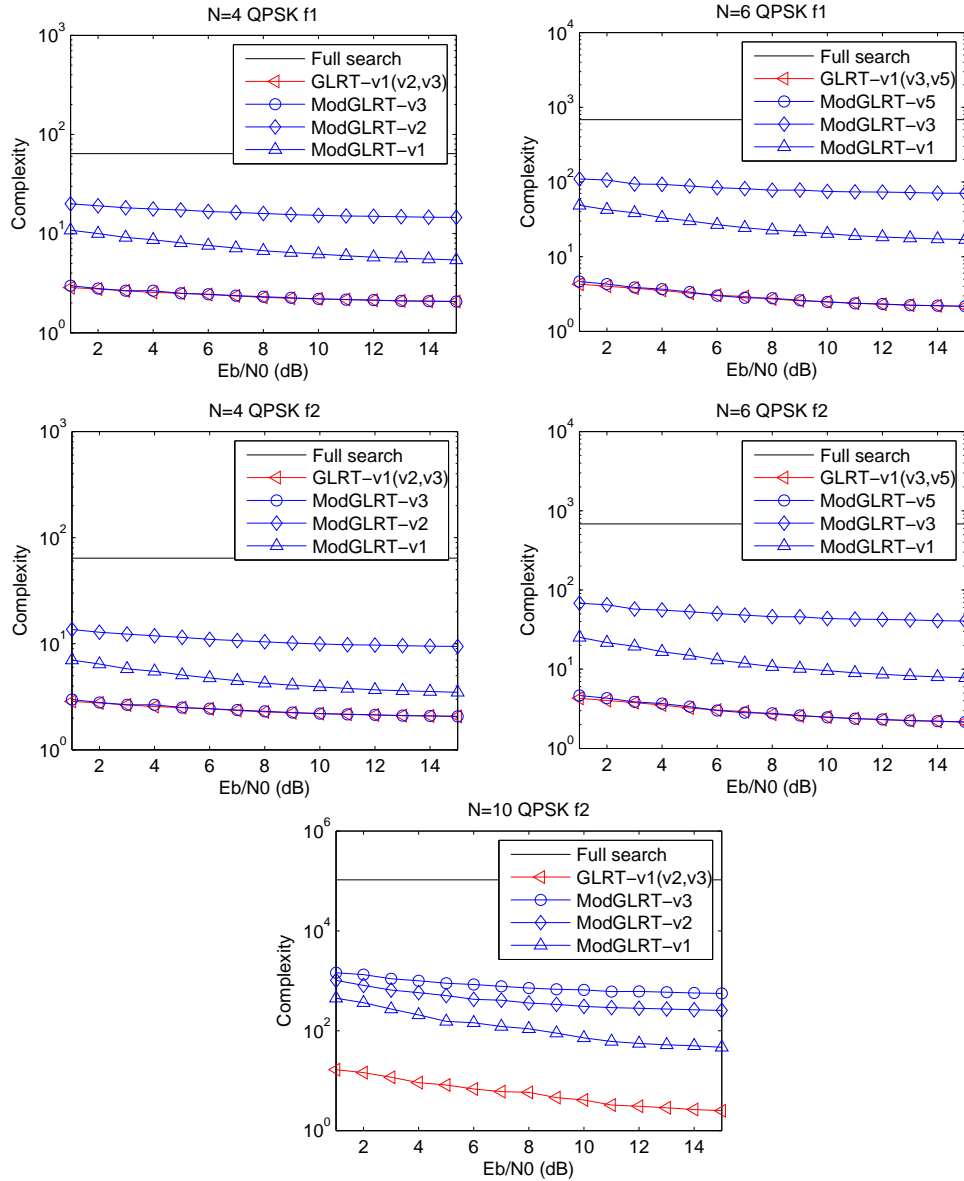 N=4 QPSK f1
10^3
10^2
10^1
10^0
Complexity
Full search
GLRT−v1(v2,v3)
ModGLRT−v3
ModGLRT−v2
ModGLRT−v1
2 4 6 8 10 12 14
Eb/N0 (dB)
N=6 QPSK f1
10^4
10^3
10^2
10^1
10^0
Complexity
Full search
GLRT−v1(v3,v5)
ModGLRT−v5
ModGLRT−v3
ModGLRT−v1
2 4 6 8 10 12 14
Eb/N0 (dB)
N=4 QPSK f2
10^3
10^2
10^1
10^0
Complexity
Full search
GLRT−v1(v2,v3)
ModGLRT−v3
ModGLRT−v2
ModGLRT−v1
2 4 6 8 10 12 14
Eb/N0 (dB)
N=6 QPSK f2
10^4
10^3
10^2
10^1
10^0
Complexity
Full search
GLRT−v1(v3,v5)
ModGLRT−v5
ModGLRT−v3
ModGLRT−v1
2 4 6 8 10 12 14
Eb/N0 (dB)
N=10 QPSK f2
10^6
10^4
10^2
10^0
Complexity
Full search
GLRT−v1(v2,v3)
ModGLRT−v3
ModGLRT−v2
ModGLRT−v1
2 4 6 8 10 12 14
Eb/N0 (dB)